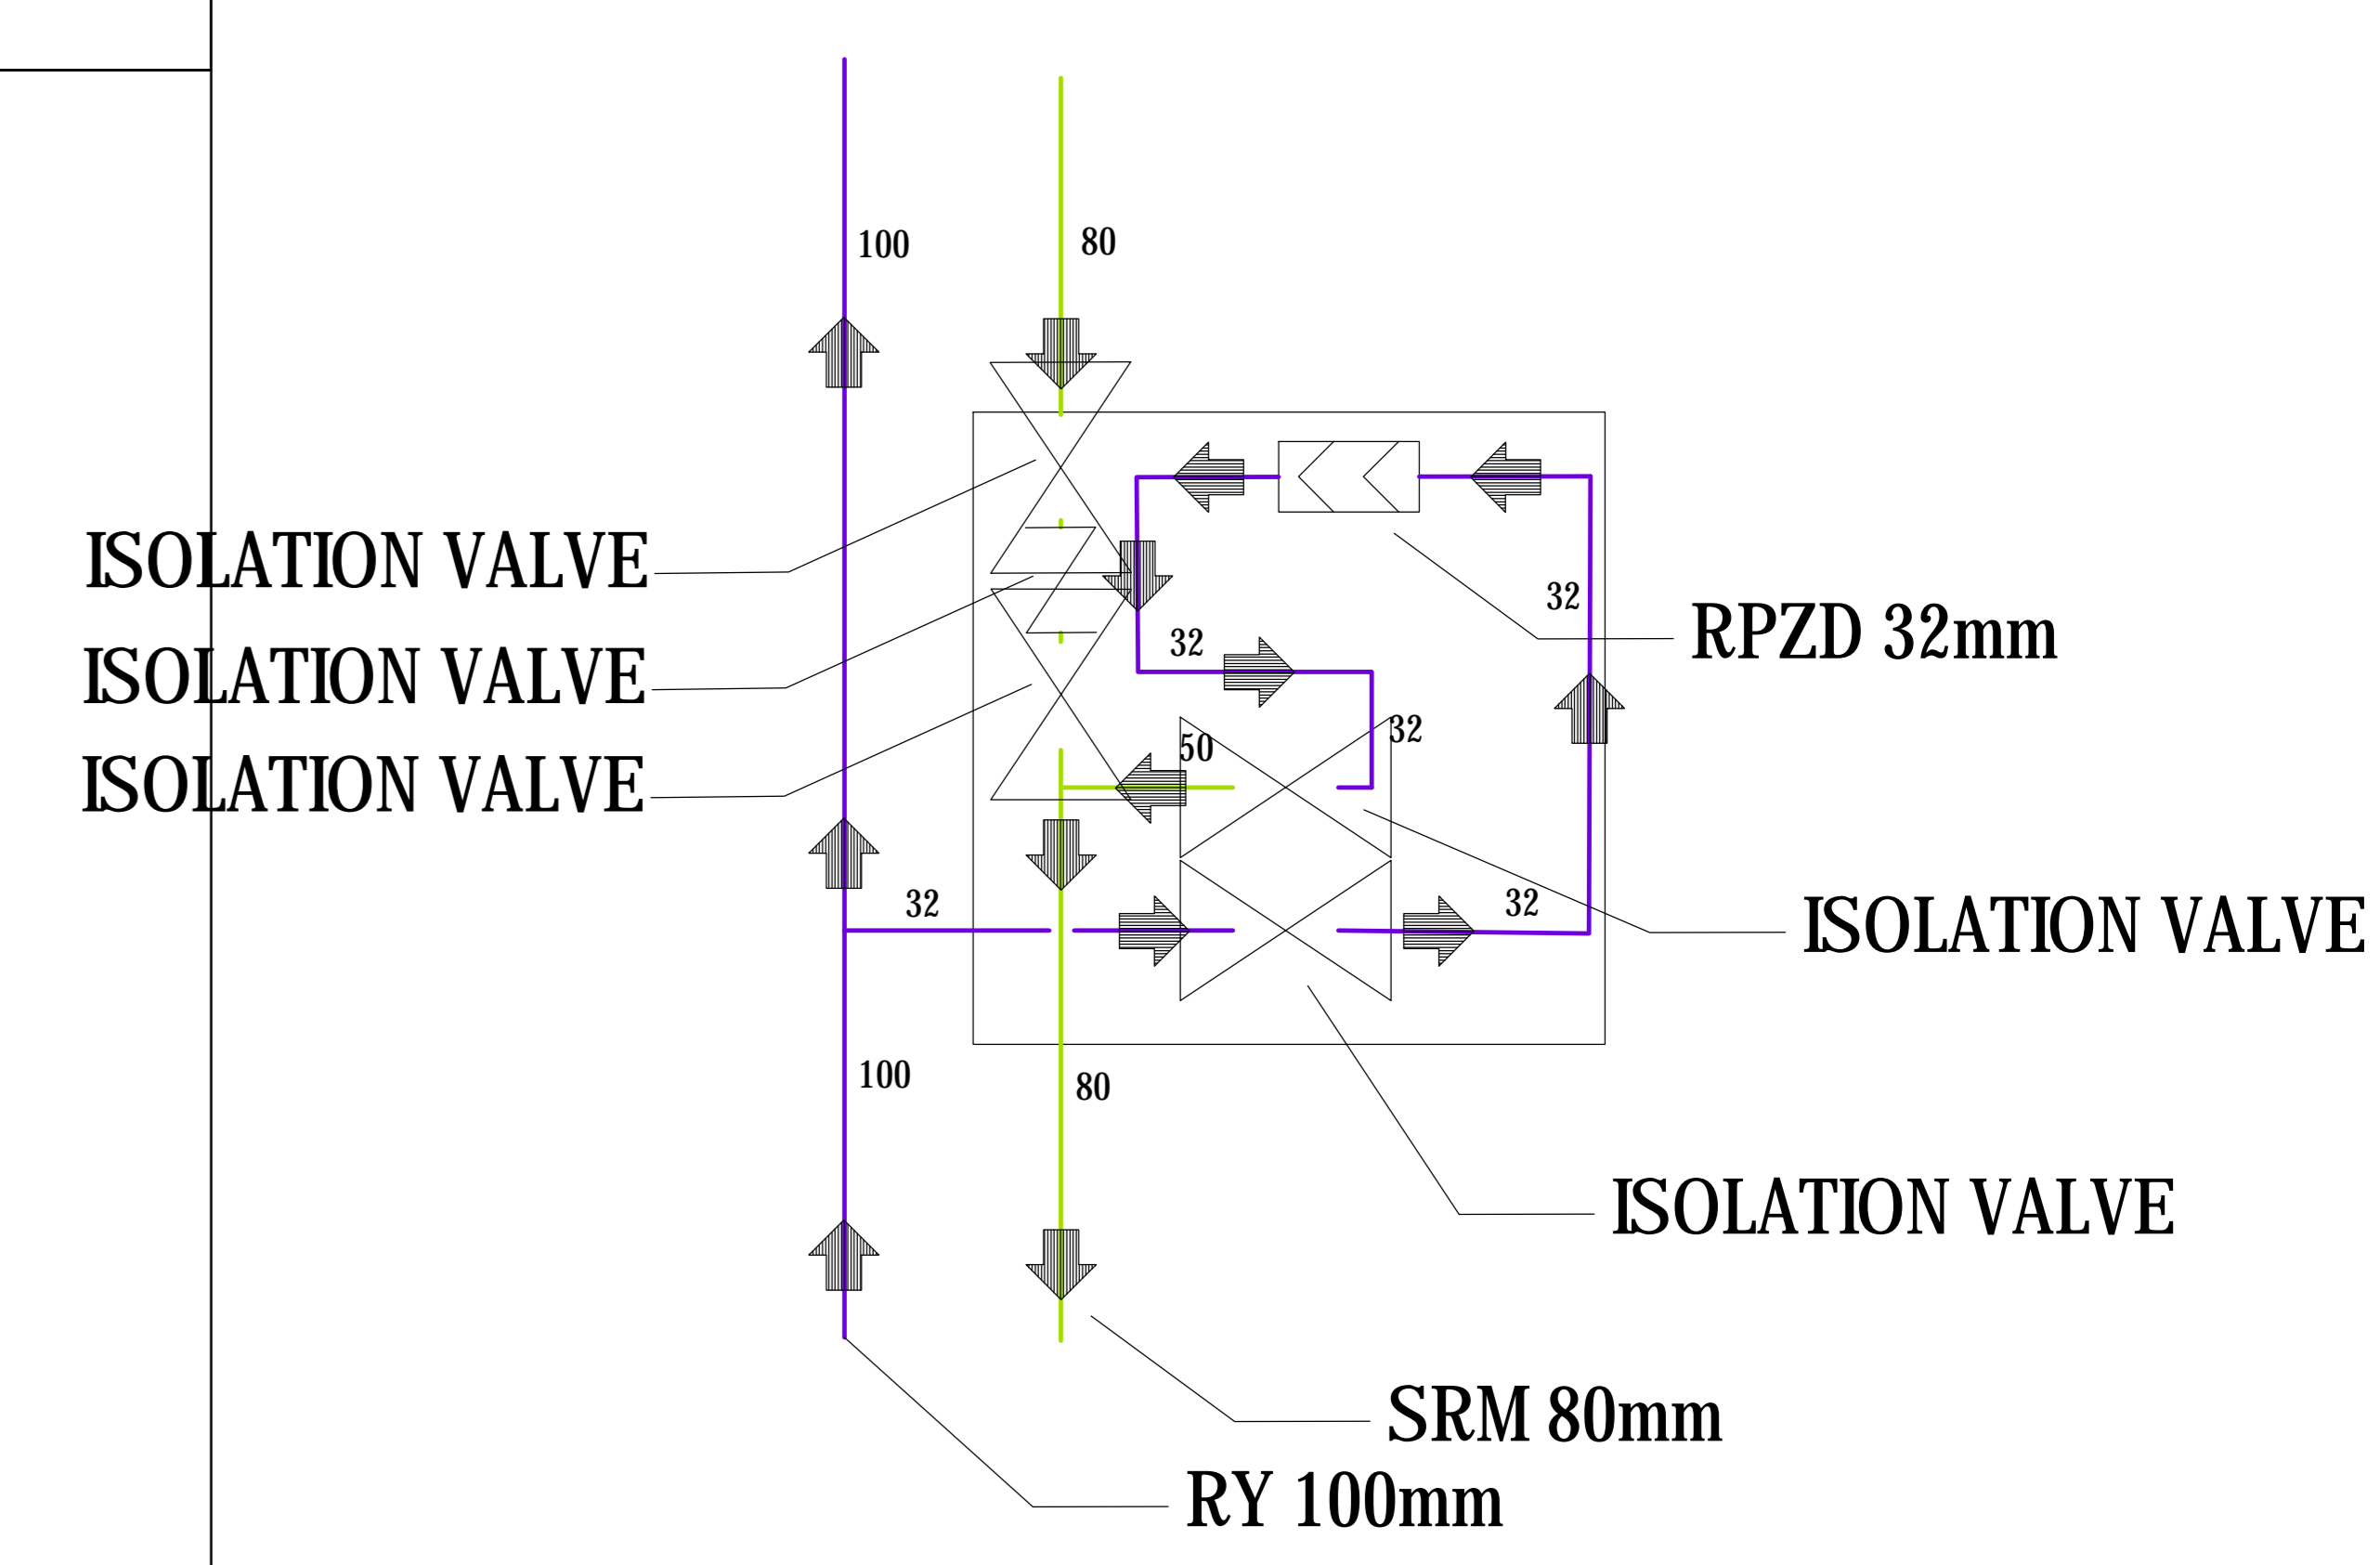 100
80
ISOLATION VALVE
32
RPZD 32mm
32
ISOLATION VALVE
32
50
ISOLATION VALVE
32
32
ISOLATION VALVE
100
80
ISOLATION VALVE
SRM 80mm
RY 100mm